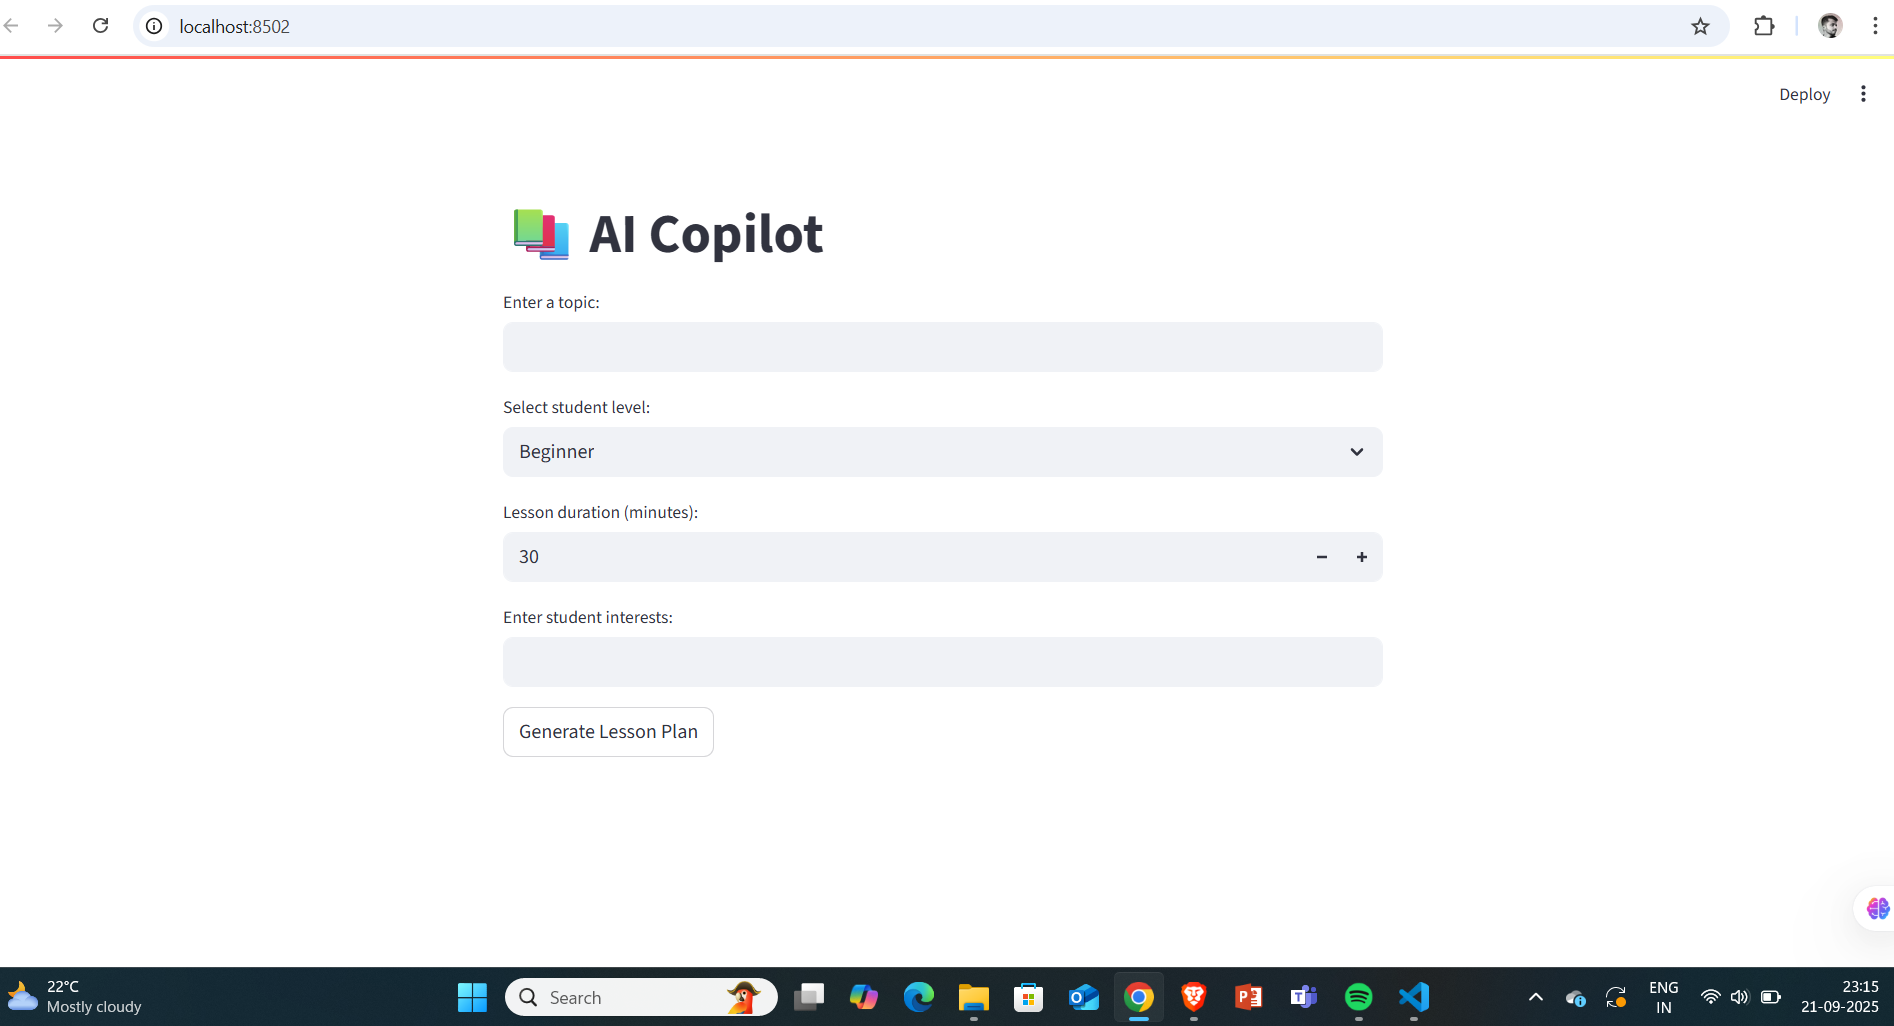 localhost:8502
Deploy
AI Copilot
Enter a topic:
Select student level:
Beginner
Lesson duration (minutes):
30
Enter student interests:
Generate Lesson Plan
22°C
Mostly cloudy
Search
ENG
IN
23:15
21-09-2025